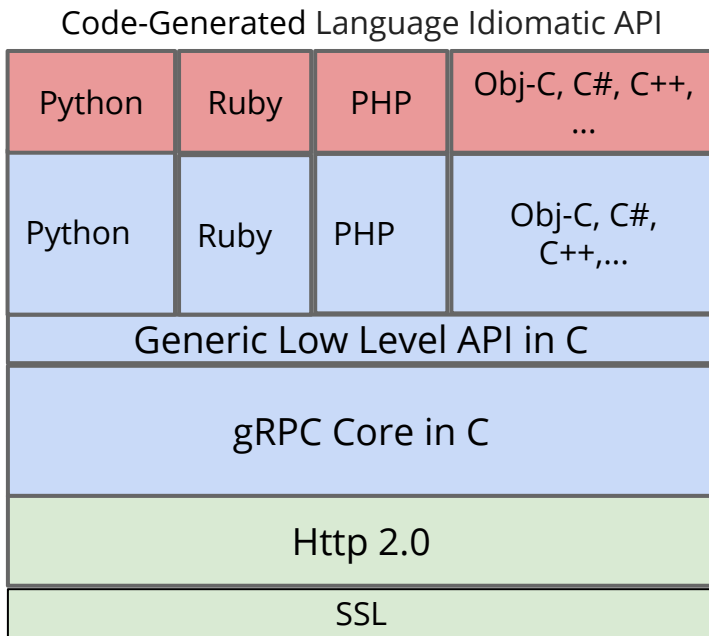 Code-Generated Language Idiomatic API
Python
Ruby
PHP
Obj-C, C#, C++,
...
Python
Ruby
PHP
Obj-C, C#,
C++,...
Generic Low Level API in C
gRPC Core in C
Http 2.0
SSL